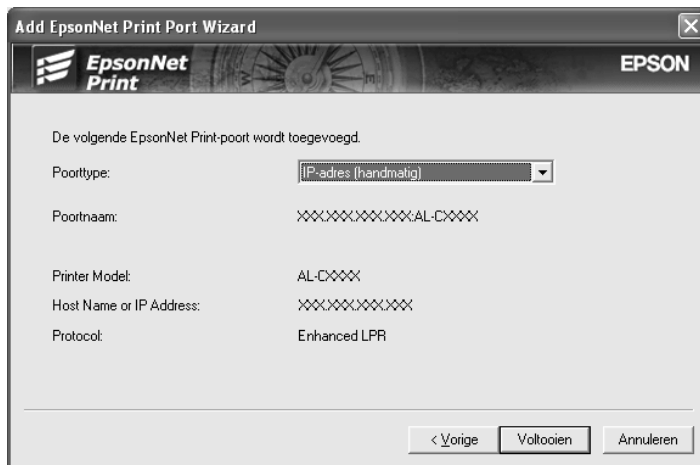 Add EpsonNet Print Port Wizard
EpsonNet
Print
EPSON
De volgende EpsonNet Print-poort wordt toegevoegd.
Poorttype:
IP-adres (handmatig)
Poortnaam:
XXX.XXX.XXX.XXX:AL-CXXXX
Printer Model:
AL-CXXXX
Host Name or IP Address:
XXX.XXX.XXX.XXX
Protocol:
Enhanced LPR
< Vorige
Voltooien
Annuleren